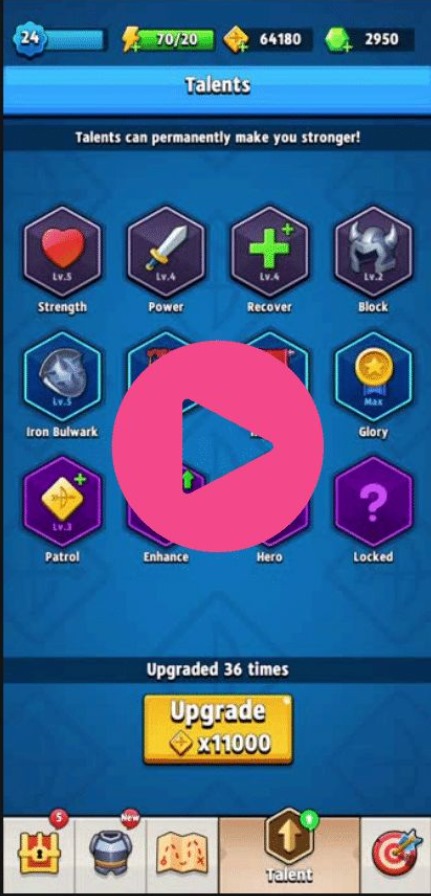 24 70/20 64180 2950
Talents
Talents can permanently make you stronger!
Lv.5 Lv.4 Lv.4 Lv.2
Strength Power Recover Block
Lv.5 Max
Iron Bulwark Glory
Lv.3 ?
Patrol Enhance Hero Locked
Upgraded 36 times
Upgrade
x11000
5 New
Talent